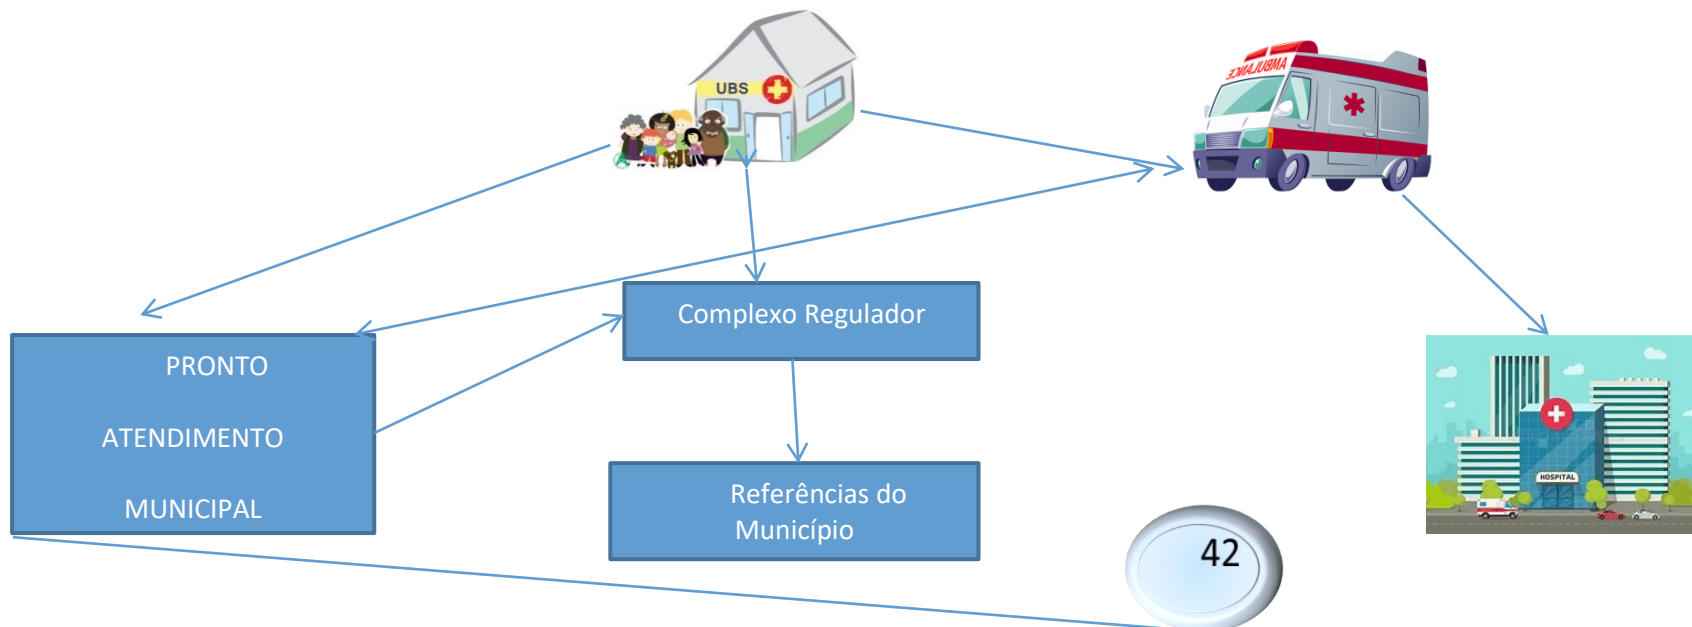 UBS
AMBULANCE
Complexo Regulador
PRONTO
ATENDIMENTO
MUNICIPAL
Referências do
Município
HOSPITAL
42